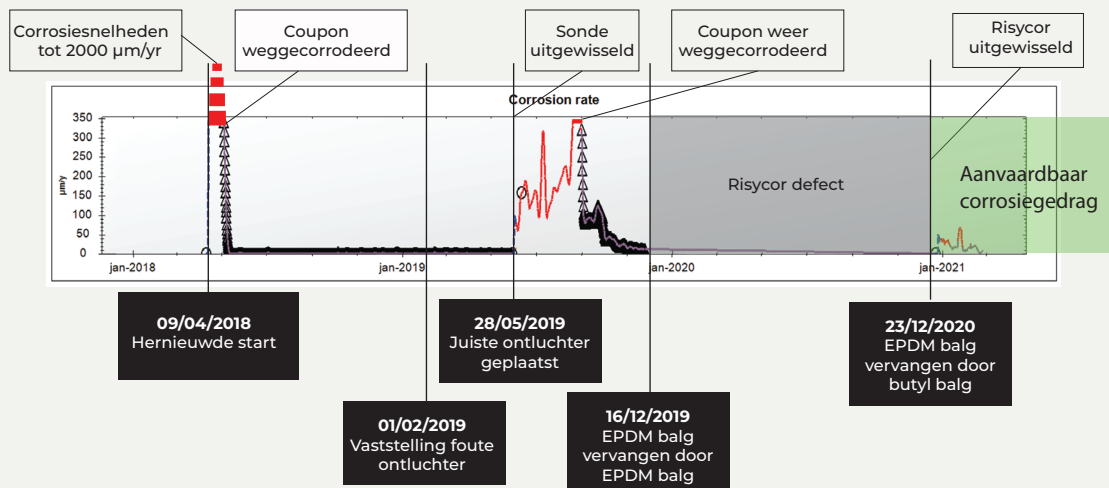 Corrosiesnelheden
tot 2000 µm/yr
Coupon
weggecorrodeerd
Sonde
uitgewisseld
Coupon weer
weggecorrodeerd
Risycor
uitgewisseld
Corrosion rate
µm/y
350
300
250
200
150
100
50
0
Risycor defect
Aanvaardbaar
corrosiegedrag
jan-2018
jan-2019
jan-2020
jan-2021
09/04/2018
Hernieuwde start
28/05/2019
Juiste ontluchter
geplaatst
23/12/2020
EPDM balg
vervangen door
butyl balg
01/02/2019
Vaststelling foute
ontluchter
16/12/2019
EPDM balg
vervangen door
EPDM balg